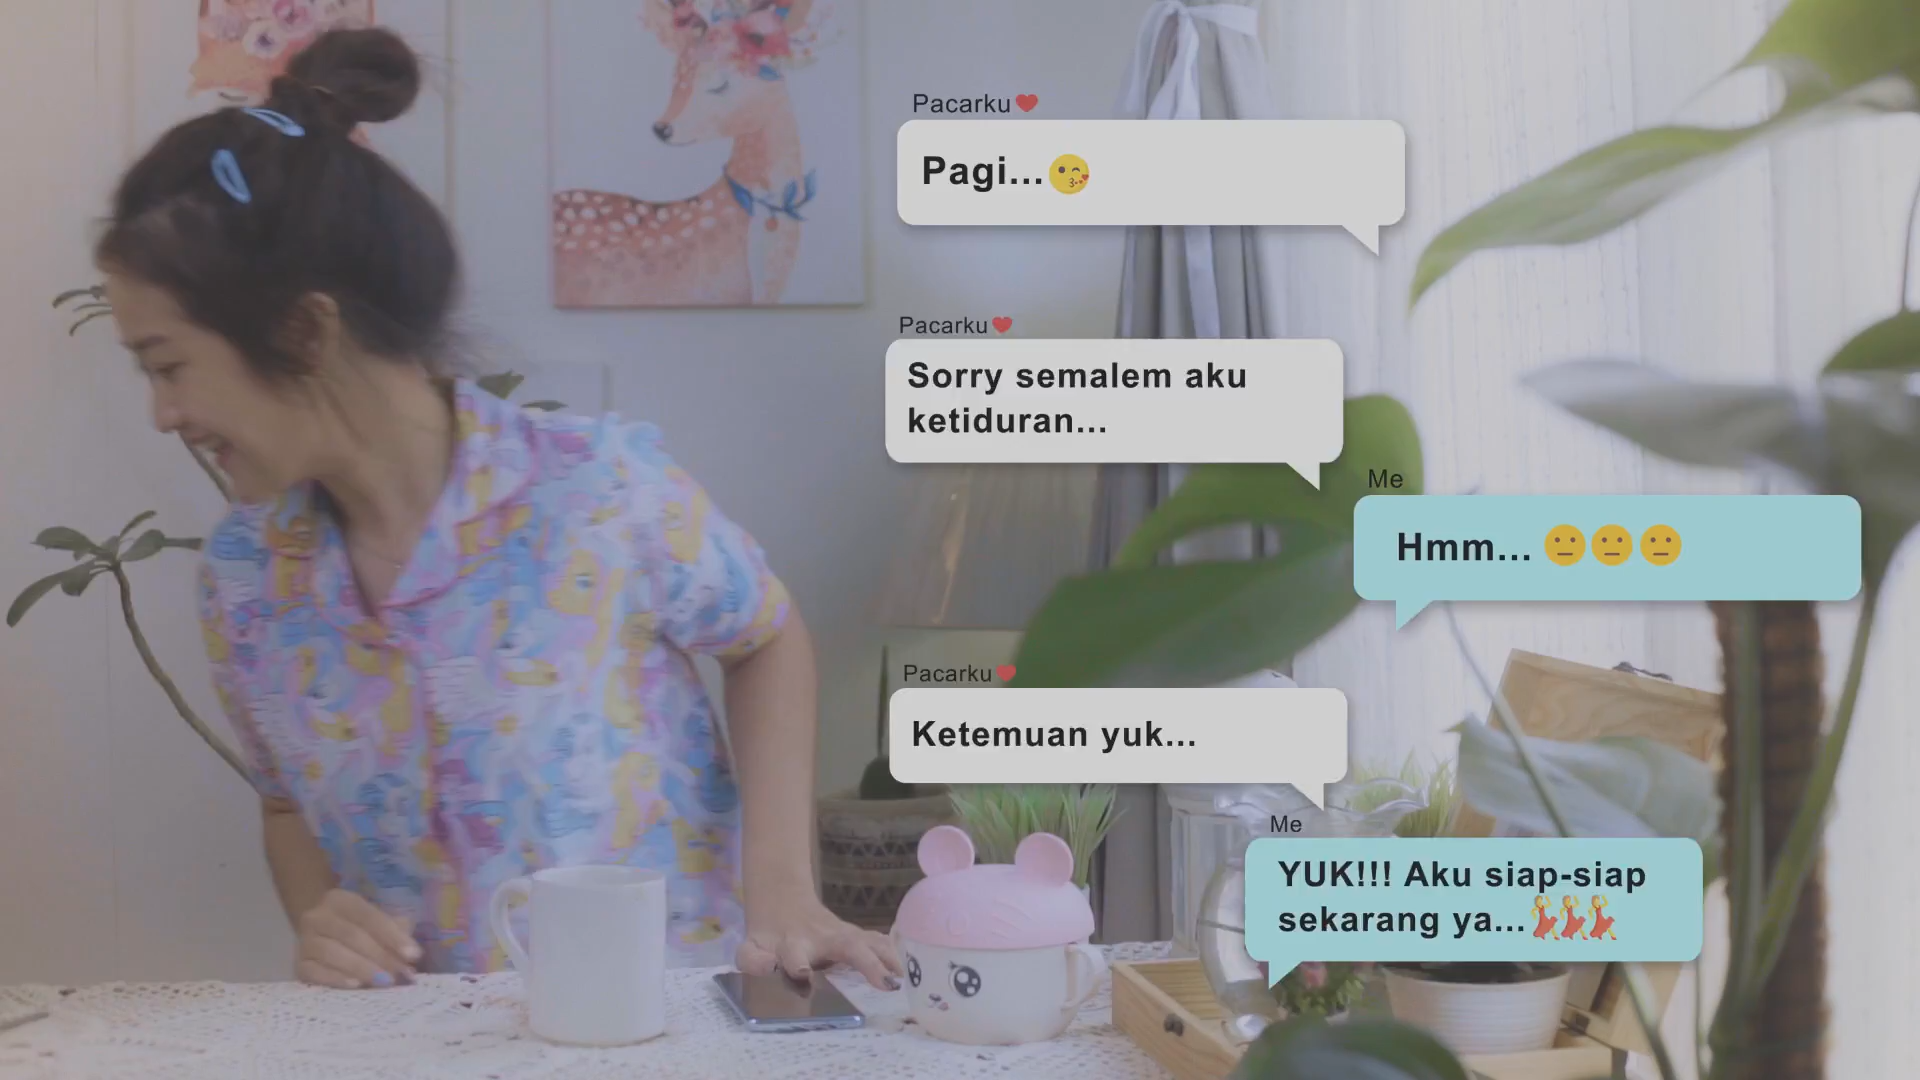 Pacarku❤️
Pagi...😘
Pacarku❤️
Sorry semalem aku
ketiduran...
Me
Hmm... 😐😐😐
Pacarku❤️
Ketemuan yuk...
Me
YUK!!! Aku siap-siap
sekarang ya...💃💃💃